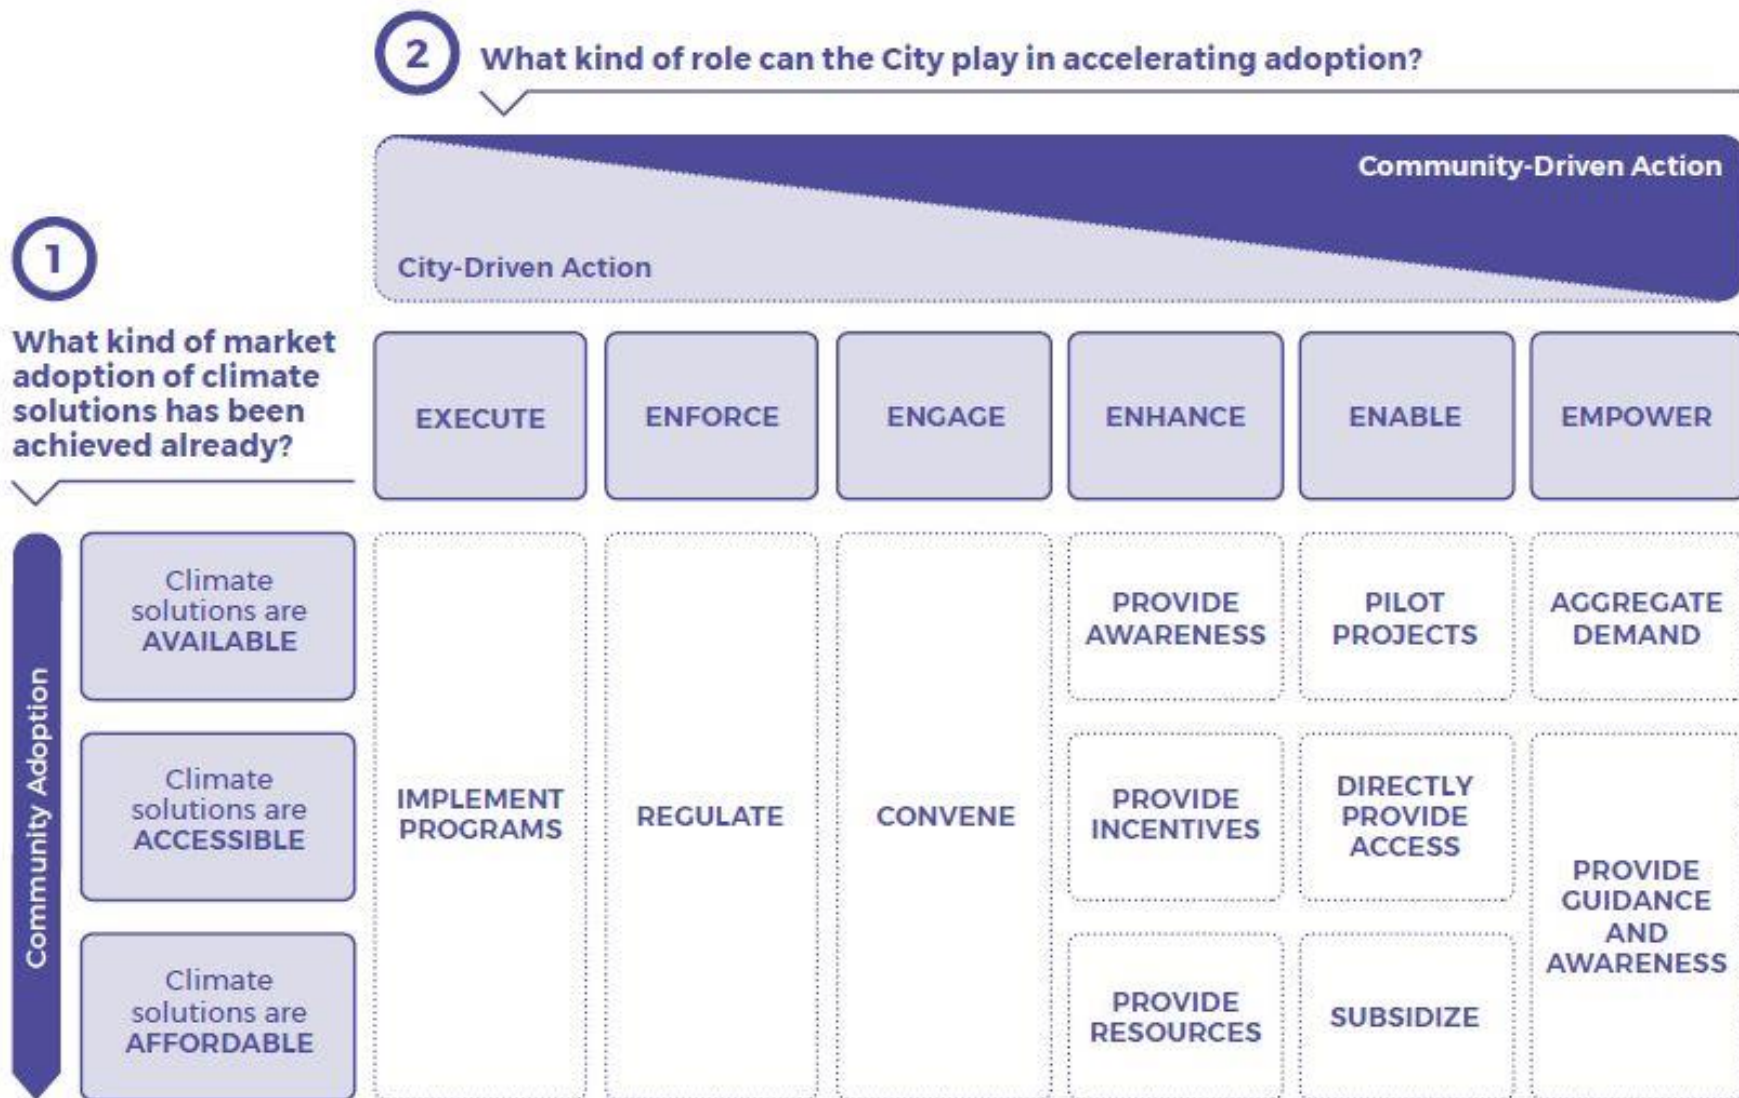 2
What kind of role can the City play in accelerating adoption?
Community-Driven Action
City-Driven Action
1
What kind of market
adoption of climate
solutions has been
achieved already?
EXECUTE
ENFORCE
ENGAGE
ENHANCE
ENABLE
EMPOWER
Community Adoption
Climate
solutions are
AVAILABLE
Climate
solutions are
ACCESSIBLE
Climate
solutions are
AFFORDABLE
IMPLEMENT
PROGRAMS
REGULATE
CONVENE
PROVIDE
AWARENESS
PILOT
PROJECTS
AGGREGATE
DEMAND
PROVIDE
INCENTIVES
DIRECTLY
PROVIDE
ACCESS
PROVIDE
GUIDANCE
AND
AWARENESS
PROVIDE
RESOURCES
SUBSIDIZE